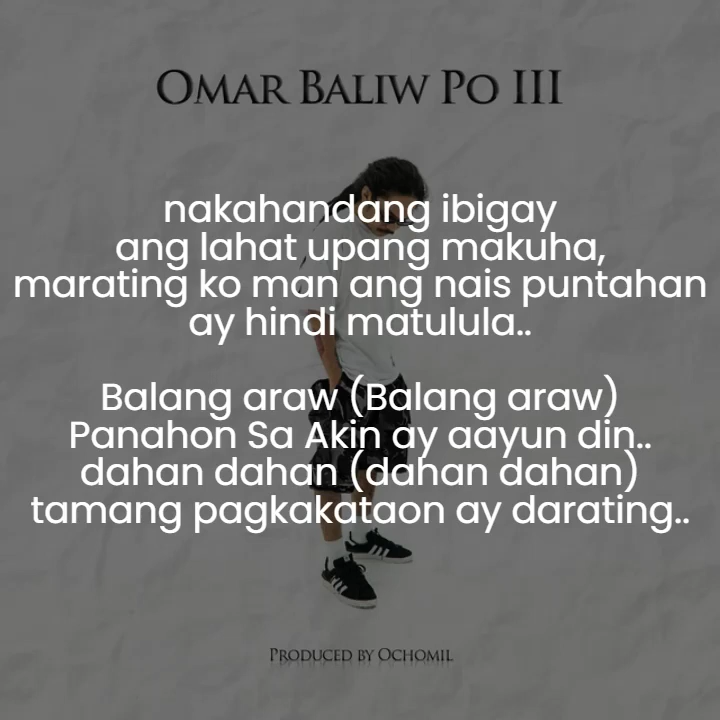 OMAR BALIW PO III
nakahandang ibigay
ang lahat upang makuha,
marating ko man ang nais puntahan
ay hindi matulula..
Balang araw (Balang araw)
Panahon Sa Akin ay aayun din..
dahan dahan (dahan dahan)
tamang pagkakataon ay darating..
PRODUCED BY OCHOMIL